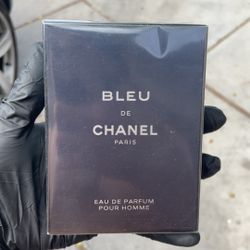 BLEU
DE
CHANEL
PARIS
EAU DE PARFUM
POUR HOMME